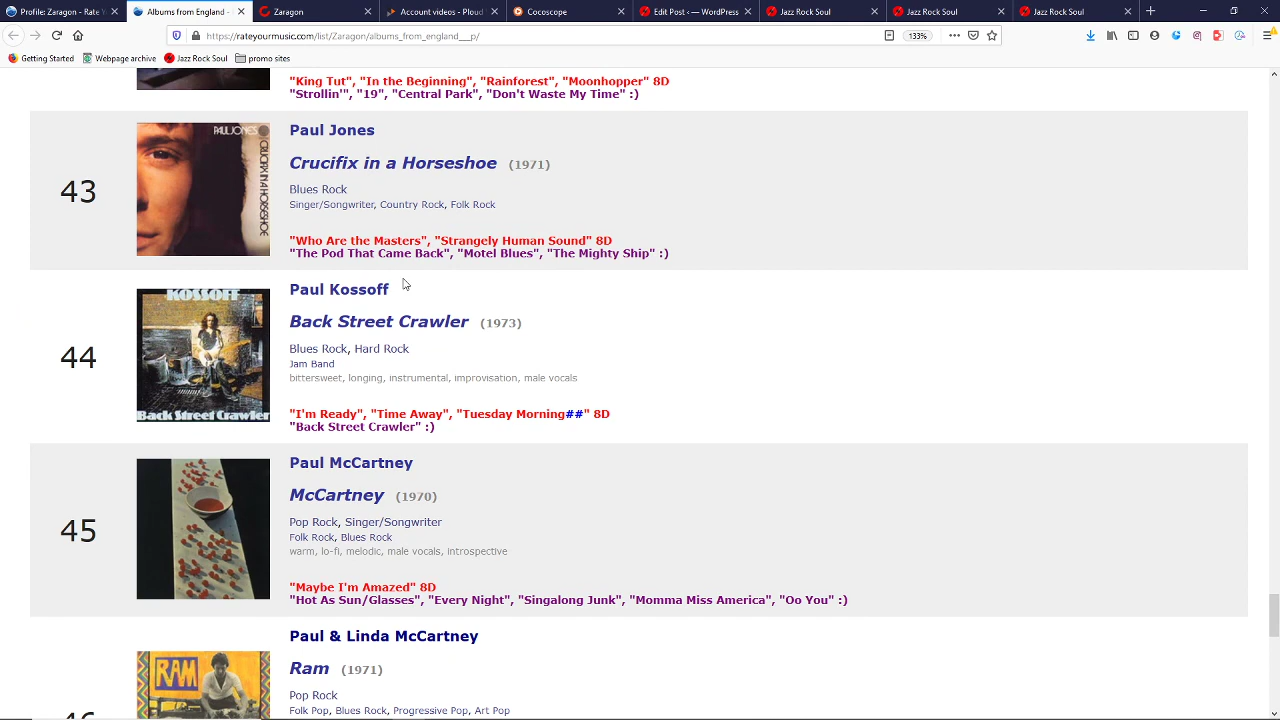 Profile: Zaragon - Rate Y
Albums from England -
Zaragon
Account videos - Ploud
Cocoscope
Edit Post ‹ — WordPress
Jazz Rock Soul
Jazz Rock Soul
Jazz Rock Soul
https://rateyourmusic.com/list/Zaragon/albums_from_england___p/
133%
Getting Started
Webpage archive
Jazz Rock Soul
promo sites
"King Tut", "In the Beginning", "Rainforest", "Moonhopper" 8D
"Strollin'", "19", "Central Park", "Don't Waste My Time" :)
43
PAUL JONES
CRUCIFIX IN A HORSESHOE
Paul Jones
Crucifix in a Horseshoe (1971)
Blues Rock
Singer/Songwriter, Country Rock, Folk Rock
"Who Are the Masters", "Strangely Human Sound" 8D
"The Pod That Came Back", "Motel Blues", "The Mighty Ship" :)
44
KOSSOFF
Back Street Crawler
Paul Kossoff
Back Street Crawler (1973)
Blues Rock, Hard Rock
Jam Band
bittersweet, longing, instrumental, improvisation, male vocals
"I'm Ready", "Time Away", "Tuesday Morning##" 8D
"Back Street Crawler" :)
45
Paul McCartney
McCartney (1970)
Pop Rock, Singer/Songwriter
Folk Rock, Blues Rock
warm, lo-fi, melodic, male vocals, introspective
"Maybe I'm Amazed" 8D
"Hot As Sun/Glasses", "Every Night", "Singalong Junk", "Momma Miss America", "Oo You" :)
46
RAM
Paul & Linda McCartney
Ram (1971)
Pop Rock
Folk Pop, Blues Rock, Progressive Pop, Art Pop